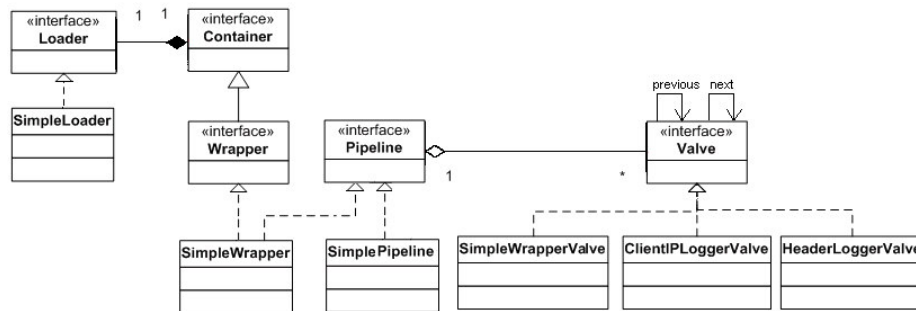 «interface»
Loader
1
1
«interface»
Container
SimpleLoader
«interface»
Wrapper
«interface»
Pipeline
1
*
previous
next
«interface»
Valve
SimpleWrapper
SimplePipeline
SimpleWrapperValve
ClientIPLoggerValve
HeaderLoggerValve